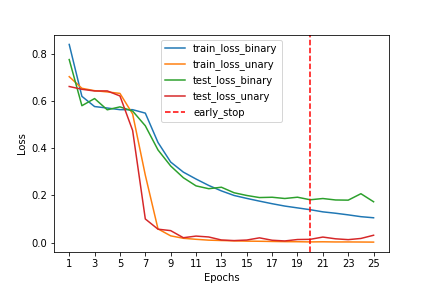 train_loss_binary
train_loss_unary
test_loss_binary
test_loss_unary
early_stop
Loss
0.8
0.6
0.4
0.2
0.0
1 3 5 7 9 11 13 15 17 19 21 23 25
Epochs